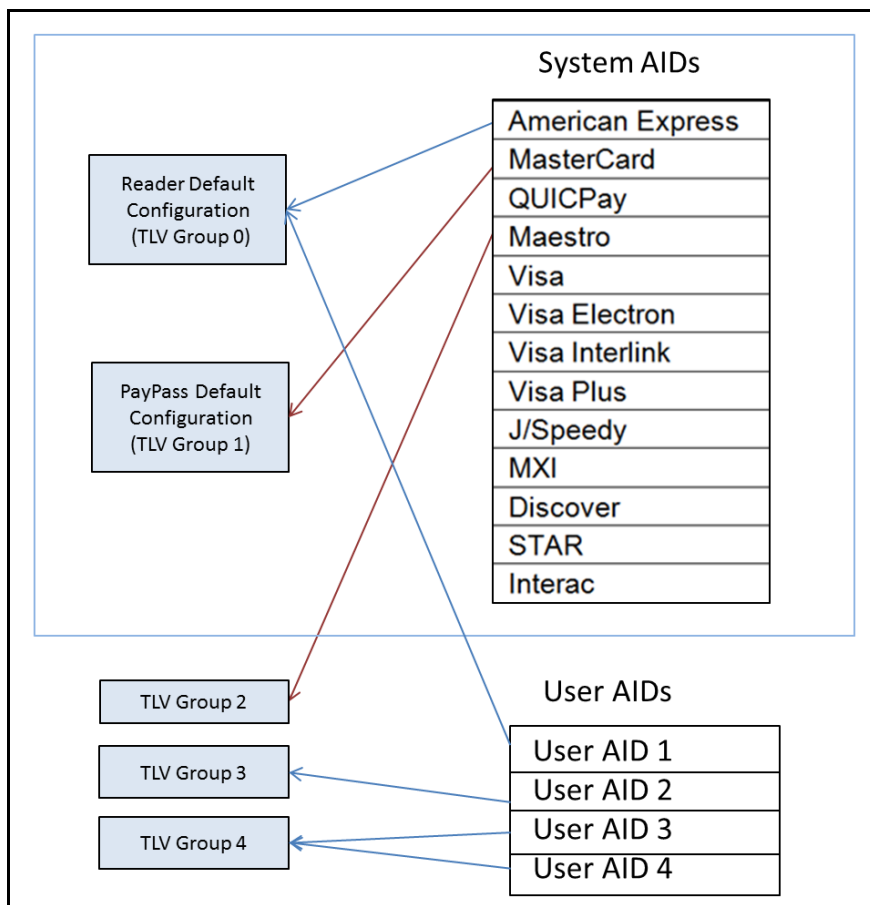 System AIDs
American Express
MasterCard
QUICPay
Maestro
Visa
Visa Electron
Visa Interlink
Visa Plus
J/Speedy
MXI
Discover
STAR
Interac
Reader Default
Configuration
(TLV Group 0)
PayPass Default
Configuration
(TLV Group 1)
TLV Group 2
TLV Group 3
TLV Group 4
User AIDs
User AID 1
User AID 2
User AID 3
User AID 4